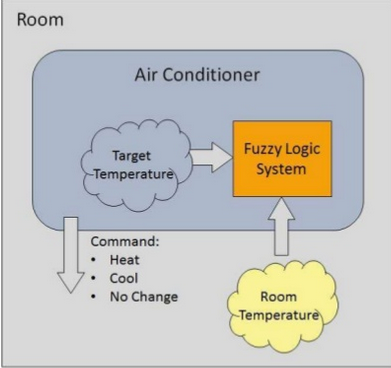 Room
Air Conditioner
Target
Temperature
Fuzzy Logic
System
Command:
• Heat
• Cool
• No Change
Room
Temperature